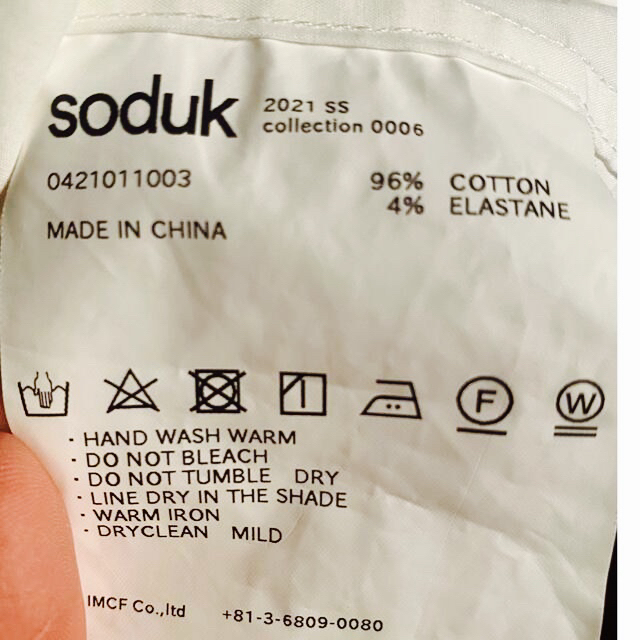 soduk
2021 SS
collection 0006
0421011003
96% COTTON
4% ELASTANE
MADE IN CHINA
F
W
· HAND WASH WARM
· DO NOT BLEACH
· DO NOT TUMBLE DRY
· LINE DRY IN THE SHADE
· WARM IRON
· DRYCLEAN MILD
IMCF Co.,ltd +81-3-6809-0080